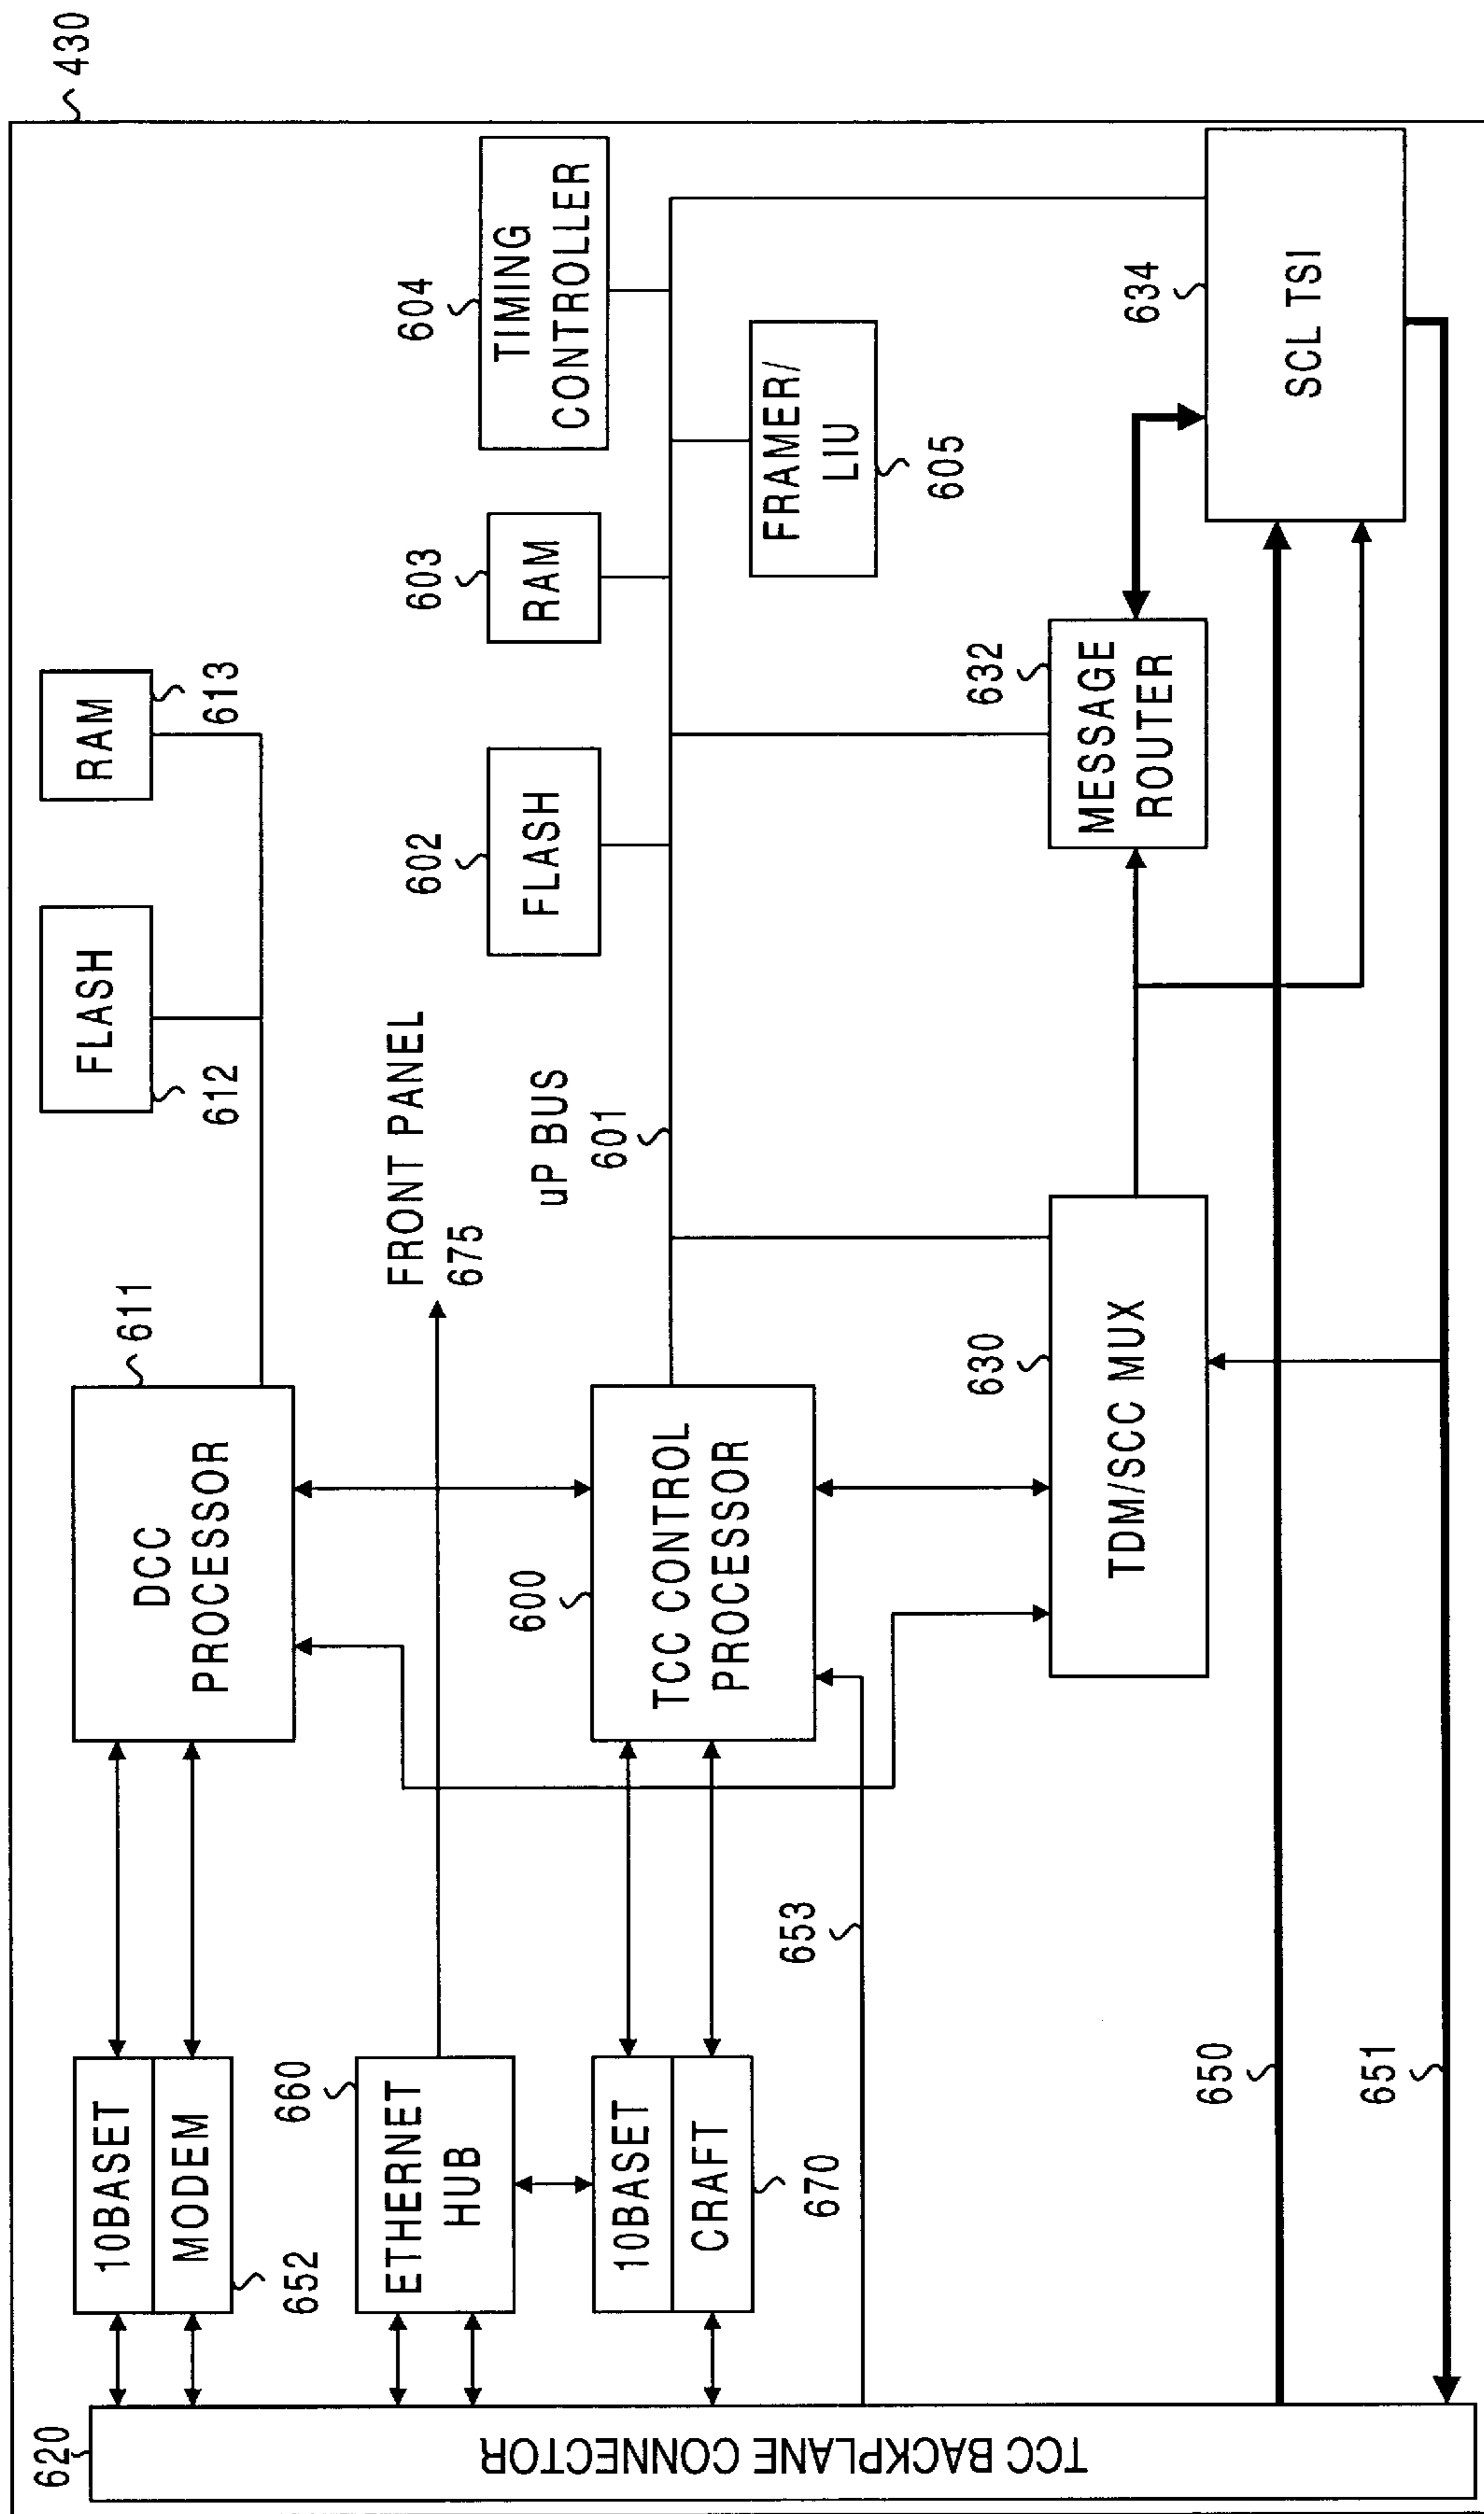 430
620
TCC BACKPLANE CONNECTOR
10BASET
MODEM
652
DCC
PROCESSOR
611
FLASH
612
RAM
613
ETHERNET
HUB
660
FRONT PANEL
675
10BASET
CRAFT
670
TCC CONTROL
PROCESSOR
600
uP BUS
601
FLASH
602
RAM
603
TIMING
CONTROLLER
604
FRAMER/
LIU
605
653
TDM/SCC MUX
630
MESSAGE
ROUTER
632
SCL TSI
634
650
651